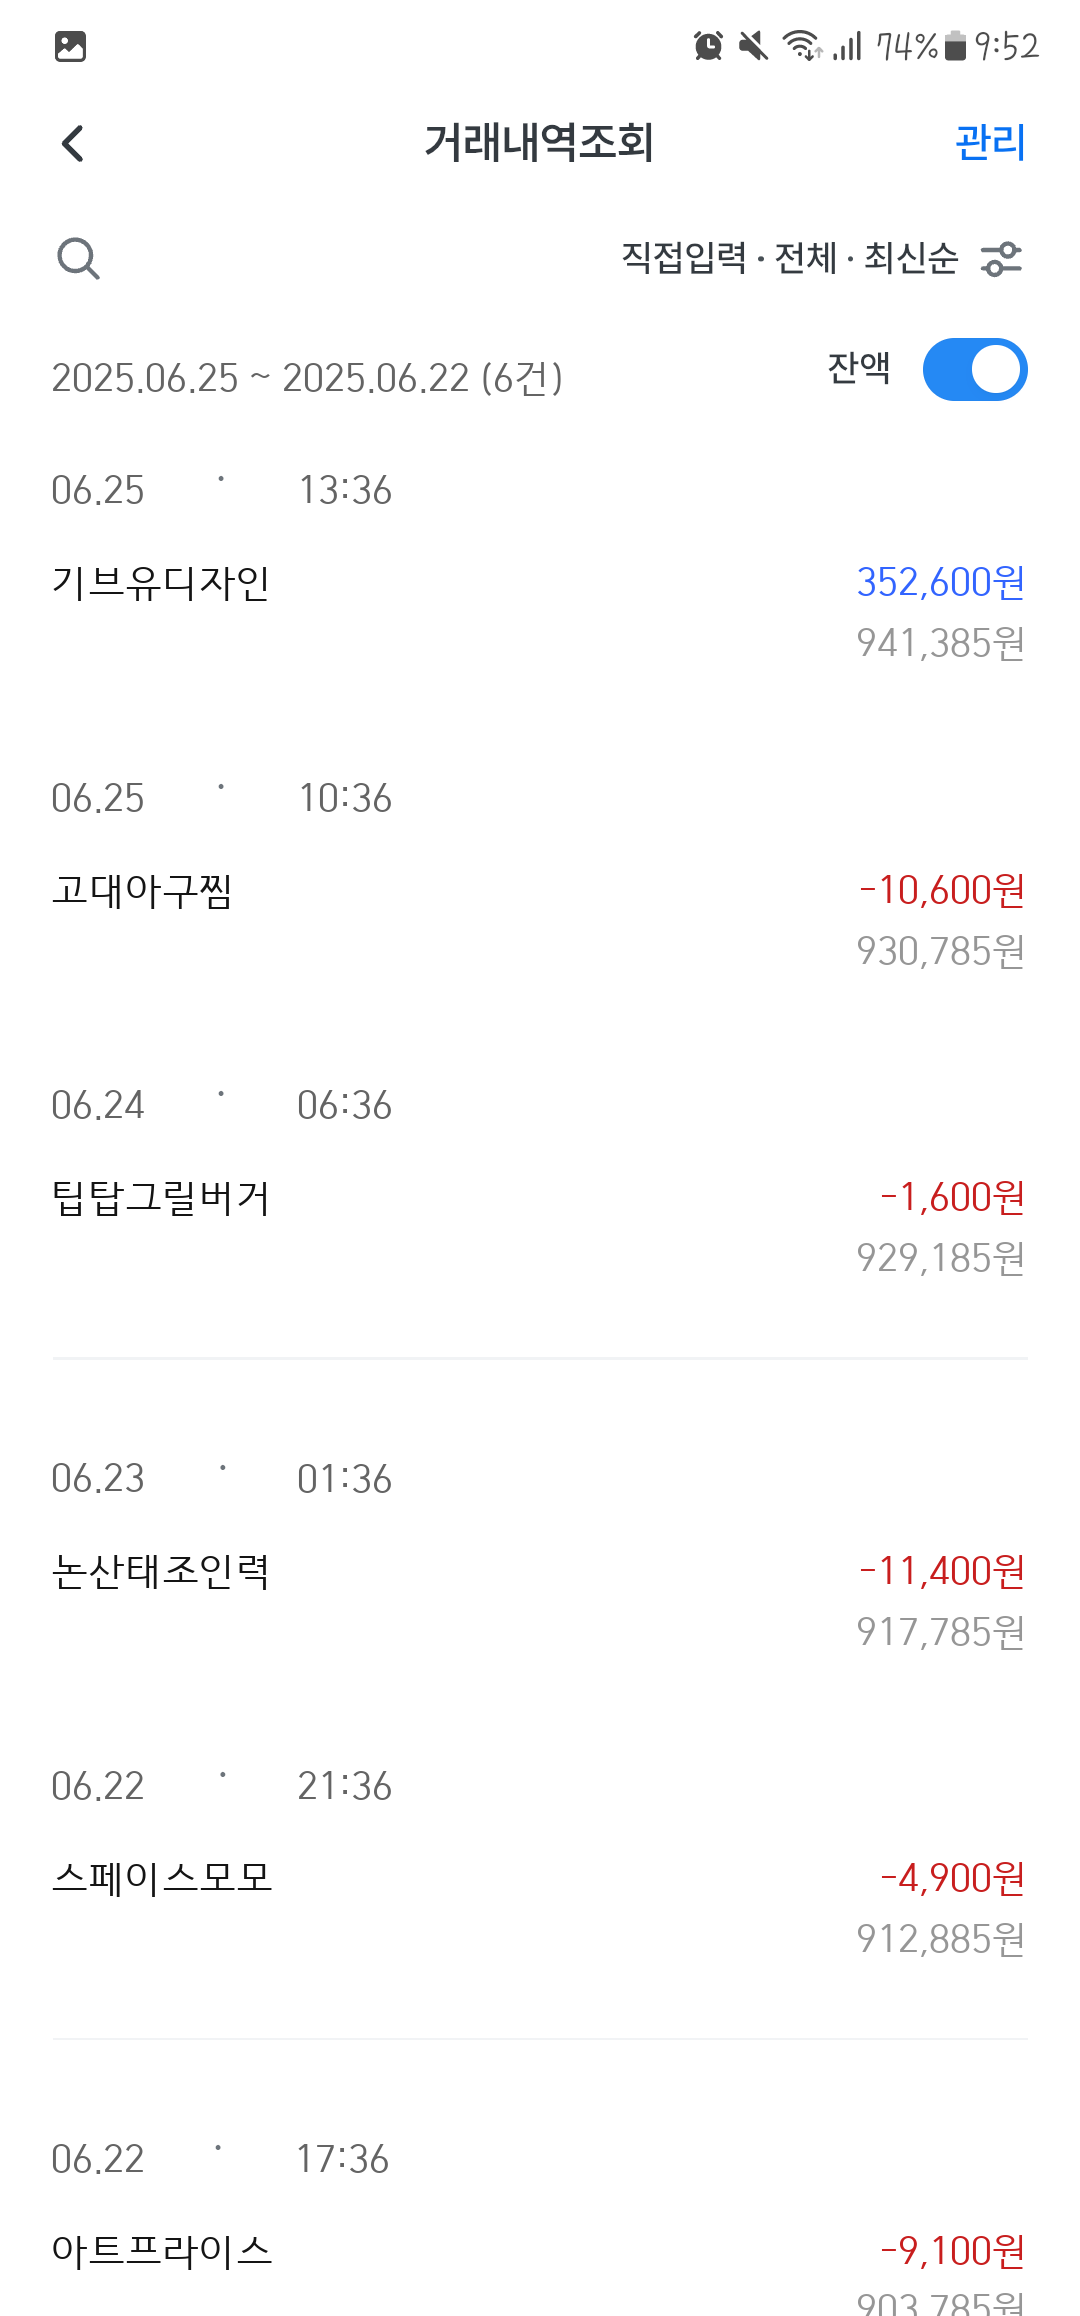 74% 9:52
거래내역조회 관리
직접입력 · 전체 · 최신순
2025.06.25 ~ 2025.06.22 (6건) 잔액
06.25 · 13:36
기브유디자인 352,600원
941,385원
06.25 · 10:36
고대아구찜 -10,600원
930,785원
06.24 · 06:36
팁탑그릴버거 -1,600원
929,185원
06.23 · 01:36
논산태조인력 -11,400원
917,785원
06.22 · 21:36
스페이스모모 -4,900원
912,885원
06.22 · 17:36
아트프라이스 -9,100원
903,785원